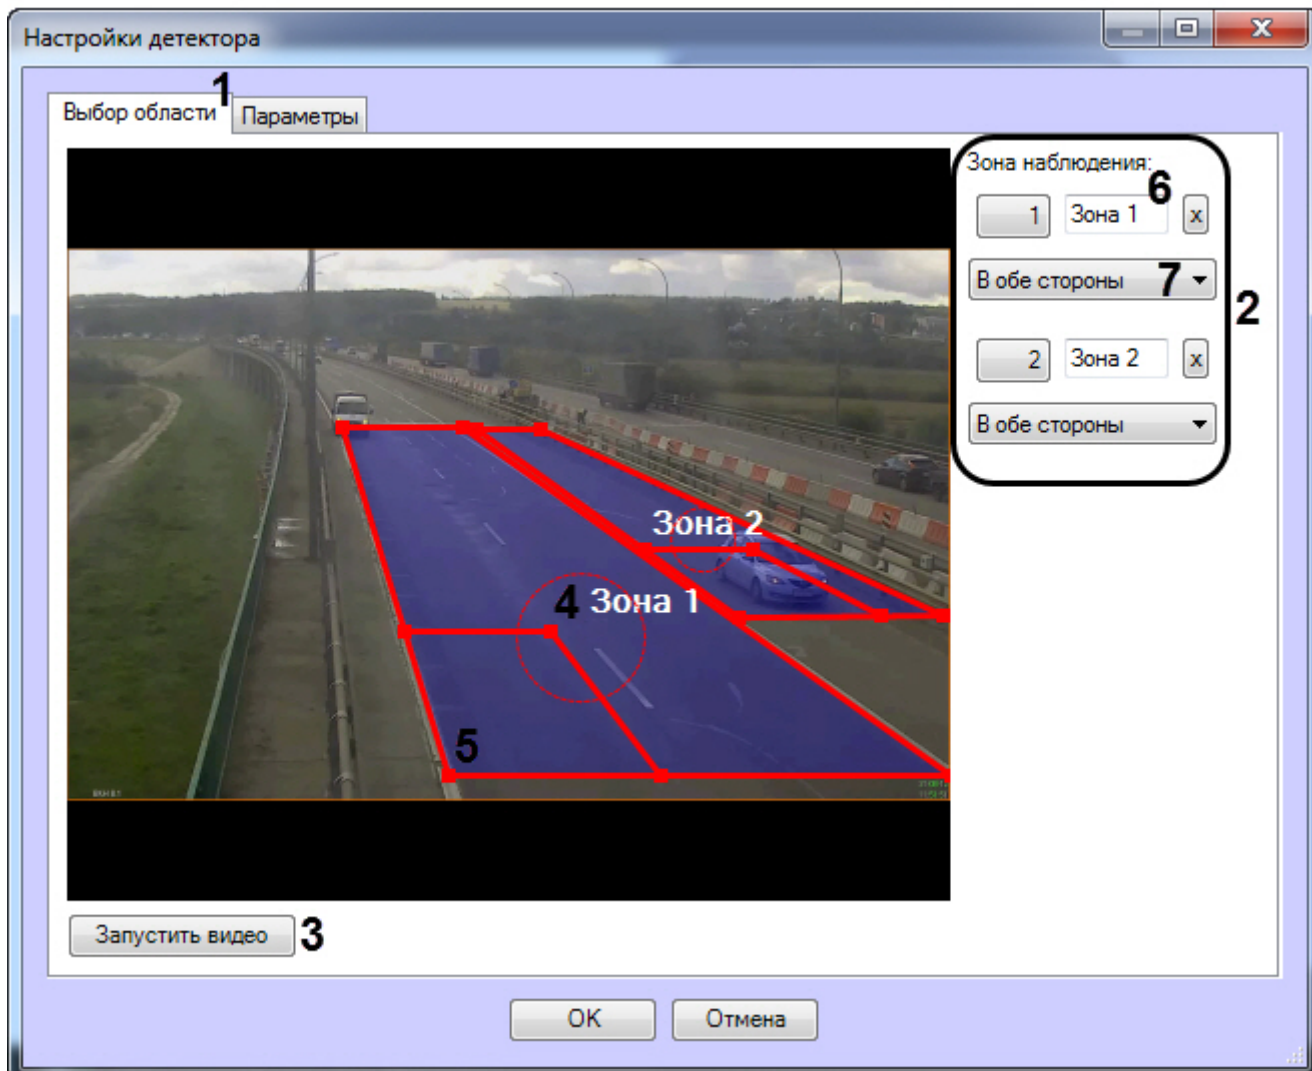 Настройки детектора
1
Выбор области
Параметры
Зона наблюдения:
6
1
Зона 1
x
В обе стороны
7
2
2
Зона 2
x
В обе стороны
Зона 2
4
Зона 1
5
Запустить видео
3
OK
Отмена